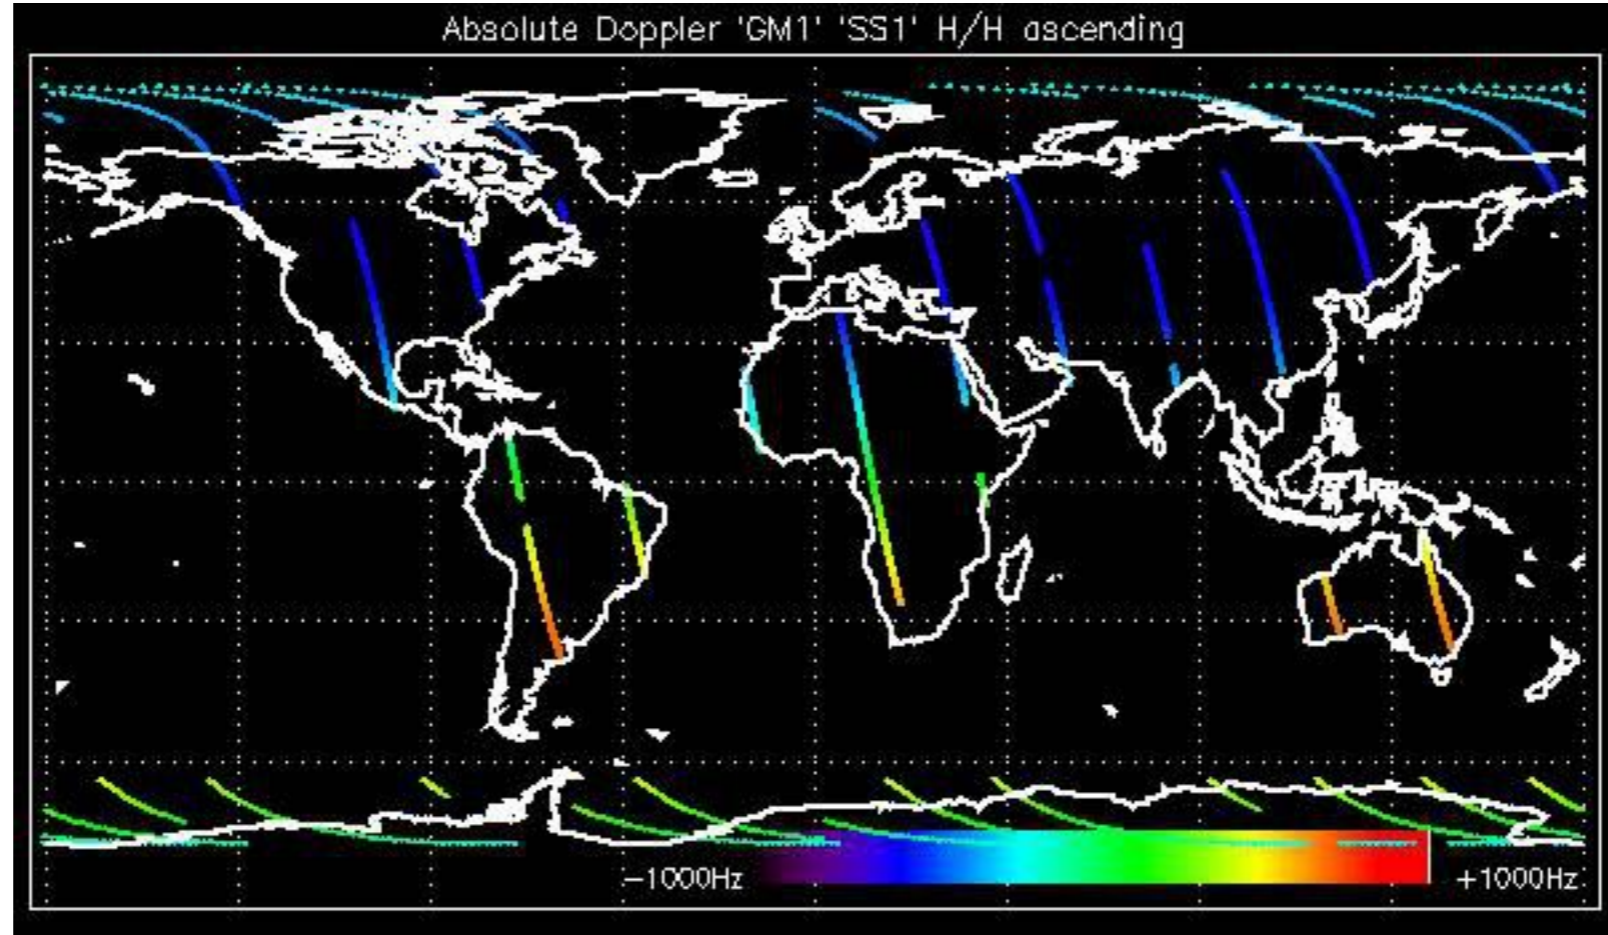 Absolute Doppler 'GM1' 'SS1' H/H ascending
−1000Hz +1000Hz